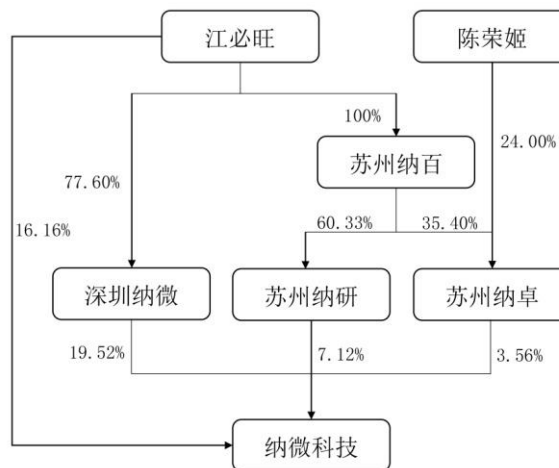 江必旺
陈荣姬
100%
苏州纳百
24.00%
77.60%
16.16%
60.33%
35.40%
深圳纳微
苏州纳研
苏州纳卓
19.52%
7.12%
3.56%
纳微科技